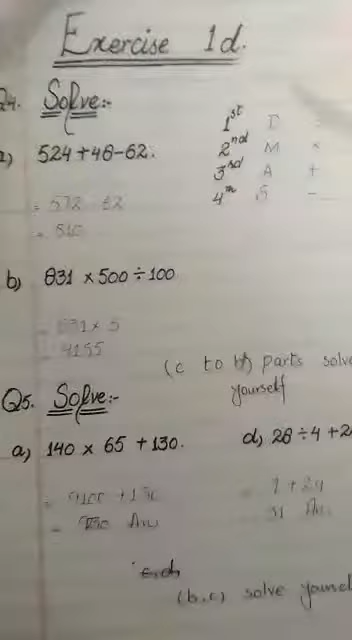 Exercise 1d.
Q4. Solve:-
1st D ÷
2nd M ×
3rd A +
4th S -
a) 524+48-62.
= 572-62
= 510
b) 831 × 500 ÷ 100
= 831 × 5
= 4155
(c to h) parts solve
yourself
Q5. Solve:-
a) 140 × 65 + 130.
= 9100 + 130
= Ans
d) 28 ÷ 4 + 2
= 7 + 24
31 Ans
(b,c) solve yoursel